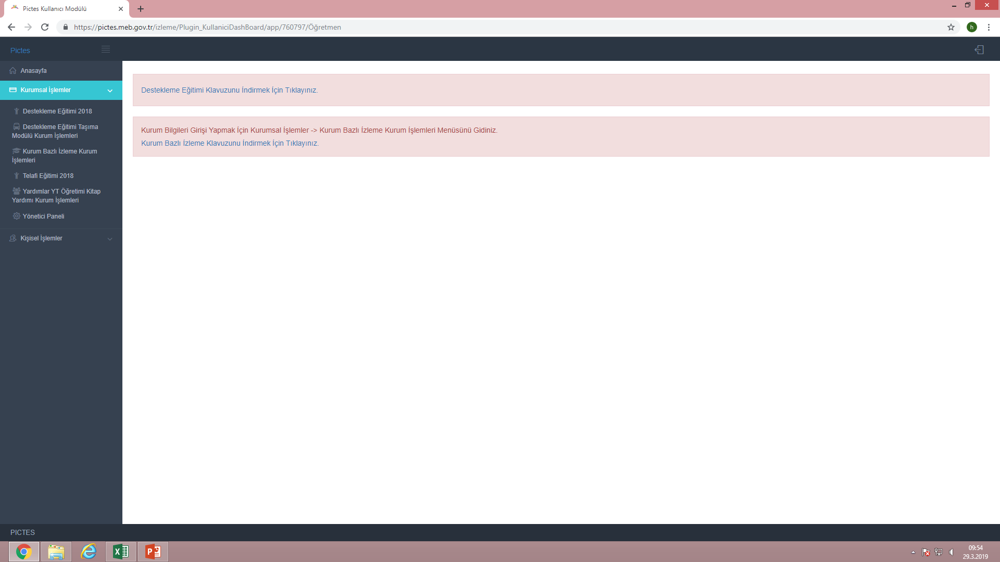 Pictes Kullanıcı Modülü
https://pictes.meb.gov.tr/izleme/Plugin_KullaniciDashBoard/app/760797/Öğretmen
h
Pictes
Anasayfa
Kurumsal İşlemler
Destekleme Eğitimi 2018
Destekleme Eğitimi Taşıma
Modülü Kurum İşlemleri
Kurum Bazlı İzleme Kurum
İşlemleri
Telafi Eğitimi 2018
Yardımlar YT Öğretimi Kitap
Yardımı Kurum İşlemleri
Yönetici Paneli
Kişisel İşlemler
Destekleme Eğitimi Klavuzunu İndirmek İçin Tıklayınız.
Kurum Bilgileri Girişi Yapmak İçin Kurumsal İşlemler -> Kurum Bazlı İzleme Kurum İşlemleri Menüsünü Gidiniz.
Kurum Bazlı İzleme Klavuzunu İndirmek İçin Tıklayınız.
PICTES
09:54
29.3.2019